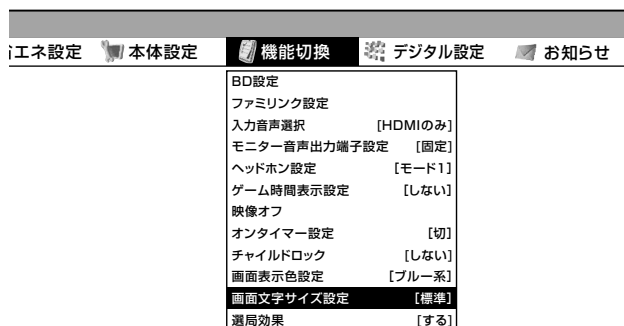 エネ設定 本体設定 機能切換 デジタル設定 お知らせ
BD設定
ファミリンク設定
入力音声選択 [HDMIのみ]
モニター音声出力端子設定 [固定]
ヘッドホン設定 [モード1]
ゲーム時間表示設定 [しない]
映像オフ
オンタイマー設定 [切]
チャイルドロック [しない]
画面表示色設定 [ブルー系]
画面文字サイズ設定 [標準]
選局効果 [する]